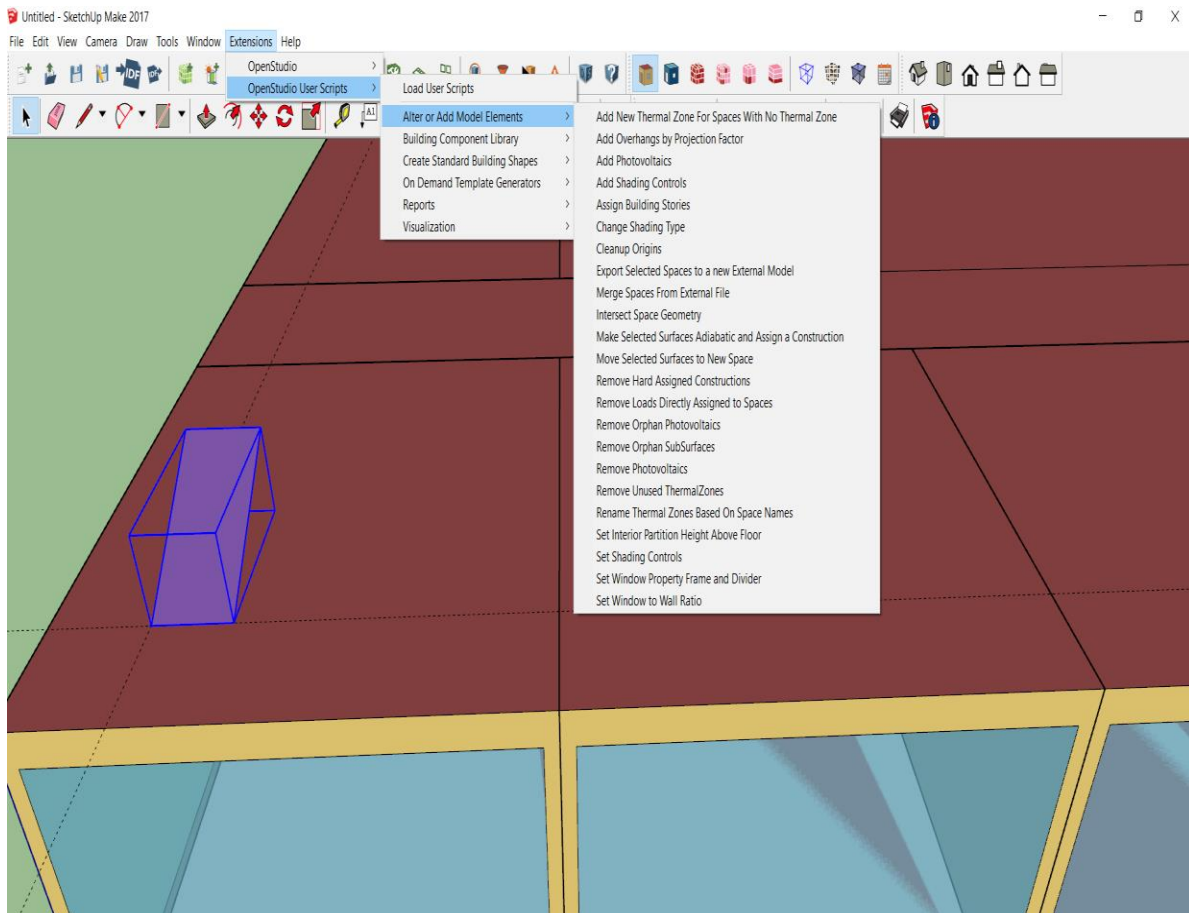 Untitled - SketchUp Make 2017
File Edit View Camera Draw Tools Window Extensions Help
IDF
IDF+
OpenStudio
OpenStudio User Scripts
Load User Scripts
Alter or Add Model Elements
Building Component Library
Create Standard Building Shapes
On Demand Template Generators
Reports
Visualization
A1
Add New Thermal Zone For Spaces With No Thermal Zone
Add Overhangs by Projection Factor
Add Photovoltaics
Add Shading Controls
Assign Building Stories
Change Shading Type
Cleanup Origins
Export Selected Spaces to a new External Model
Merge Spaces From External File
Intersect Space Geometry
Make Selected Surfaces Adiabatic and Assign a Construction
Move Selected Surfaces to New Space
Remove Hard Assigned Constructions
Remove Loads Directly Assigned to Spaces
Remove Orphan Photovoltaics
Remove Orphan SubSurfaces
Remove Photovoltaics
Remove Unused ThermalZones
Rename Thermal Zones Based On Space Names
Set Interior Partition Height Above Floor
Set Shading Controls
Set Window Property Frame and Divider
Set Window to Wall Ratio